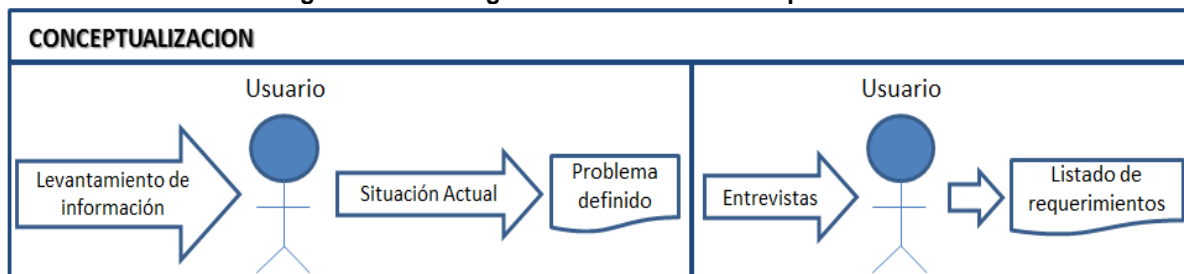 CONCEPTUALIZACION
Usuario
Levantamiento de
información
Situación Actual
Problema
definido
Usuario
Entrevistas
Listado de
requerimientos